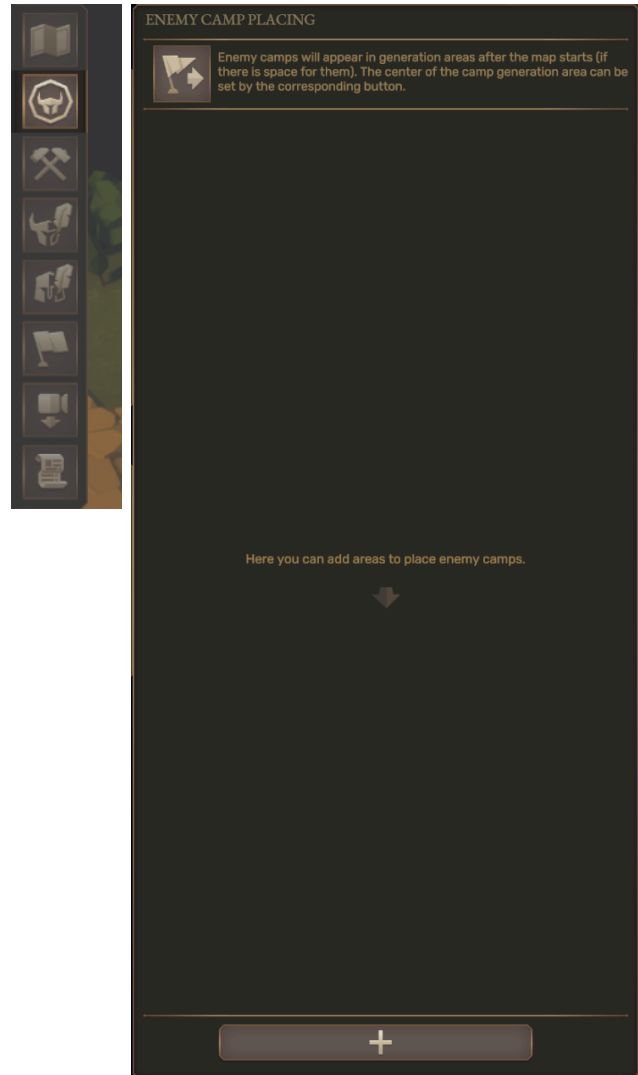 ENEMY CAMP PLACING
Enemy camps will appear in generation areas after the map starts (if
there is space for them). The center of the camp generation area can be
set by the corresponding button.
Here you can add areas to place enemy camps.